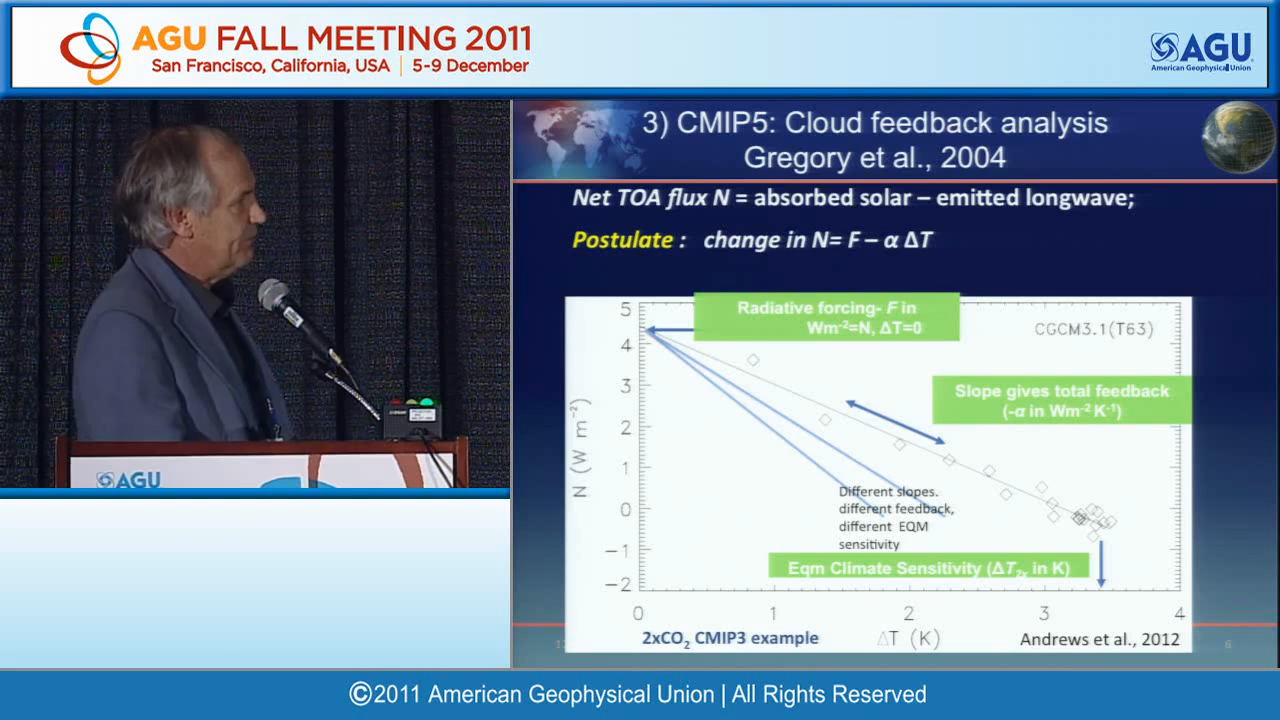 AGU FALL MEETING 2011
San Francisco, California, USA | 5-9 December
AGU
American Geophysical Union
3) CMIP5: Cloud feedback analysis
Gregory et al., 2004
Net TOA flux N = absorbed solar – emitted longwave;
Postulate : change in N= F – α ΔT
Radiative forcing- F in
Wm-2=N, ΔT=0
CGCM3.1(T63)
Slope gives total feedback
(-α in Wm-2 K-1)
Different slopes.
different feedback,
different EQM
sensitivity
Eqm Climate Sensitivity (ΔT2x in K)
N (W m-2)
5
4
3
2
1
0
-1
-2
0 1 2 3 4
2xCO2 CMIP3 example
ΔT (K)
Andrews et al., 2012
6
AGU
©2011 American Geophysical Union | All Rights Reserved